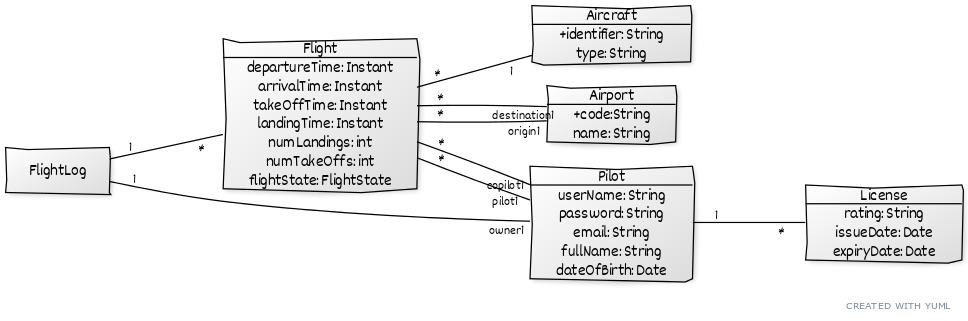 FlightLog
1
*
1
owner1
Flight
departureTime: Instant
arrivalTime: Instant
takeOffTime: Instant
landingTime: Instant
numLandings: int
numTakeOffs: int
flightState: FlightState
*
1
*
destination1
*
origin1
*
copilot1
*
pilot1
Aircraft
+identifier: String
type: String
Airport
+code:String
name: String
Pilot
userName: String
password: String
email: String
fullName: String
dateOfBirth: Date
1
*
License
rating: String
issueDate: Date
expiryDate: Date
CREATED WITH YUML